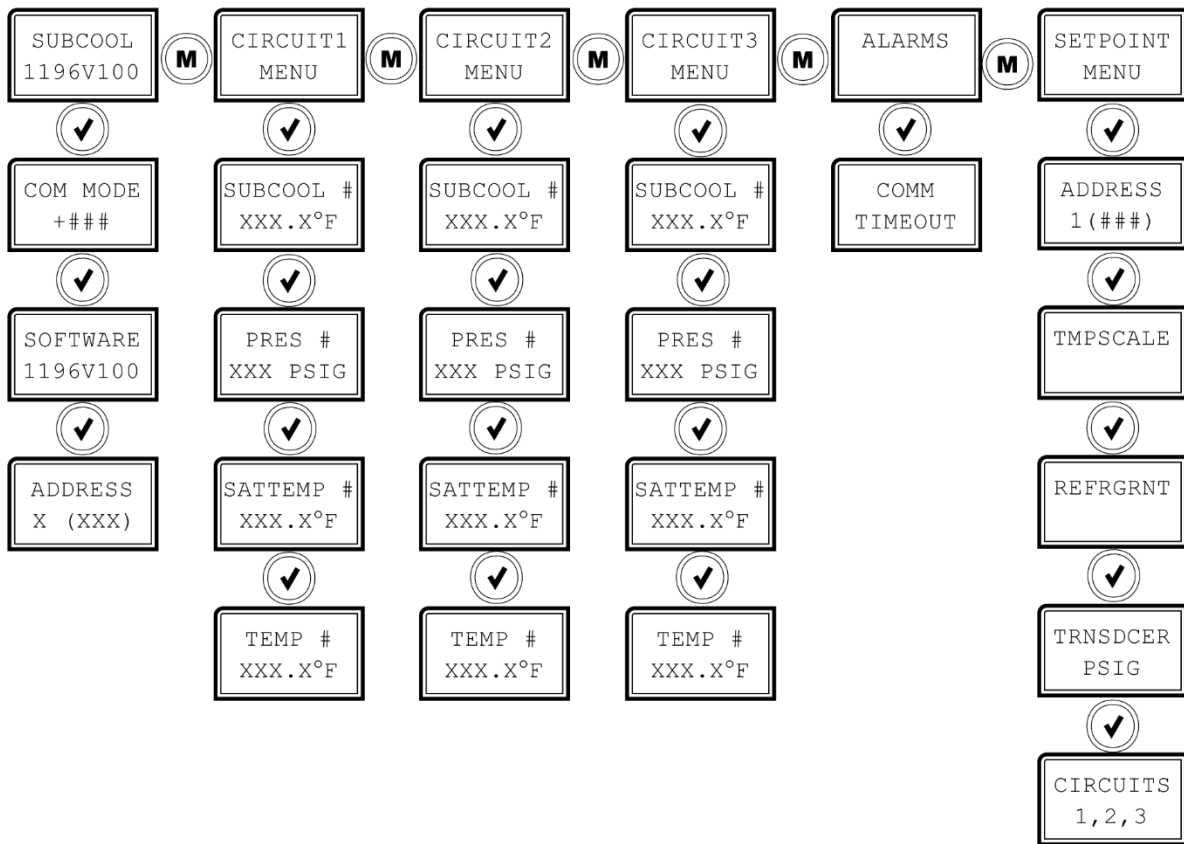 SUBCOOL
1196V100
M
CIRCUIT1
MENU
M
CIRCUIT2
MENU
M
CIRCUIT3
MENU
M
ALARMS
M
SETPOINT
MENU
COM MODE
+###
SUBCOOL #
XXX.X°F
SUBCOOL #
XXX.X°F
SUBCOOL #
XXX.X°F
COMM
TIMEOUT
ADDRESS
1(###)
SOFTWARE
1196V100
PRES #
XXX PSIG
PRES #
XXX PSIG
PRES #
XXX PSIG
TMPSCALE
ADDRESS
X (XXX)
SATTEMP #
XXX.X°F
SATTEMP #
XXX.X°F
SATTEMP #
XXX.X°F
REFRGRNT
TEMP #
XXX.X°F
TEMP #
XXX.X°F
TEMP #
XXX.X°F
TRNSDCER
PSIG
CIRCUITS
1,2,3